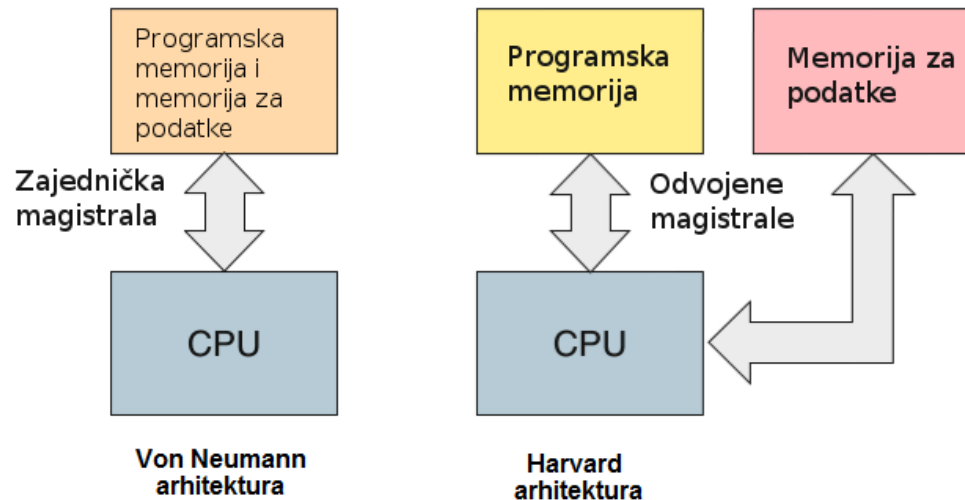 Programska
memorija i
memorija za
podatke
Zajednička
magistrala
CPU
Von Neumann
arhitektura
Programska
memorija
Memorija za
podatke
Odvojene
magistrale
CPU
Harvard
arhitektura